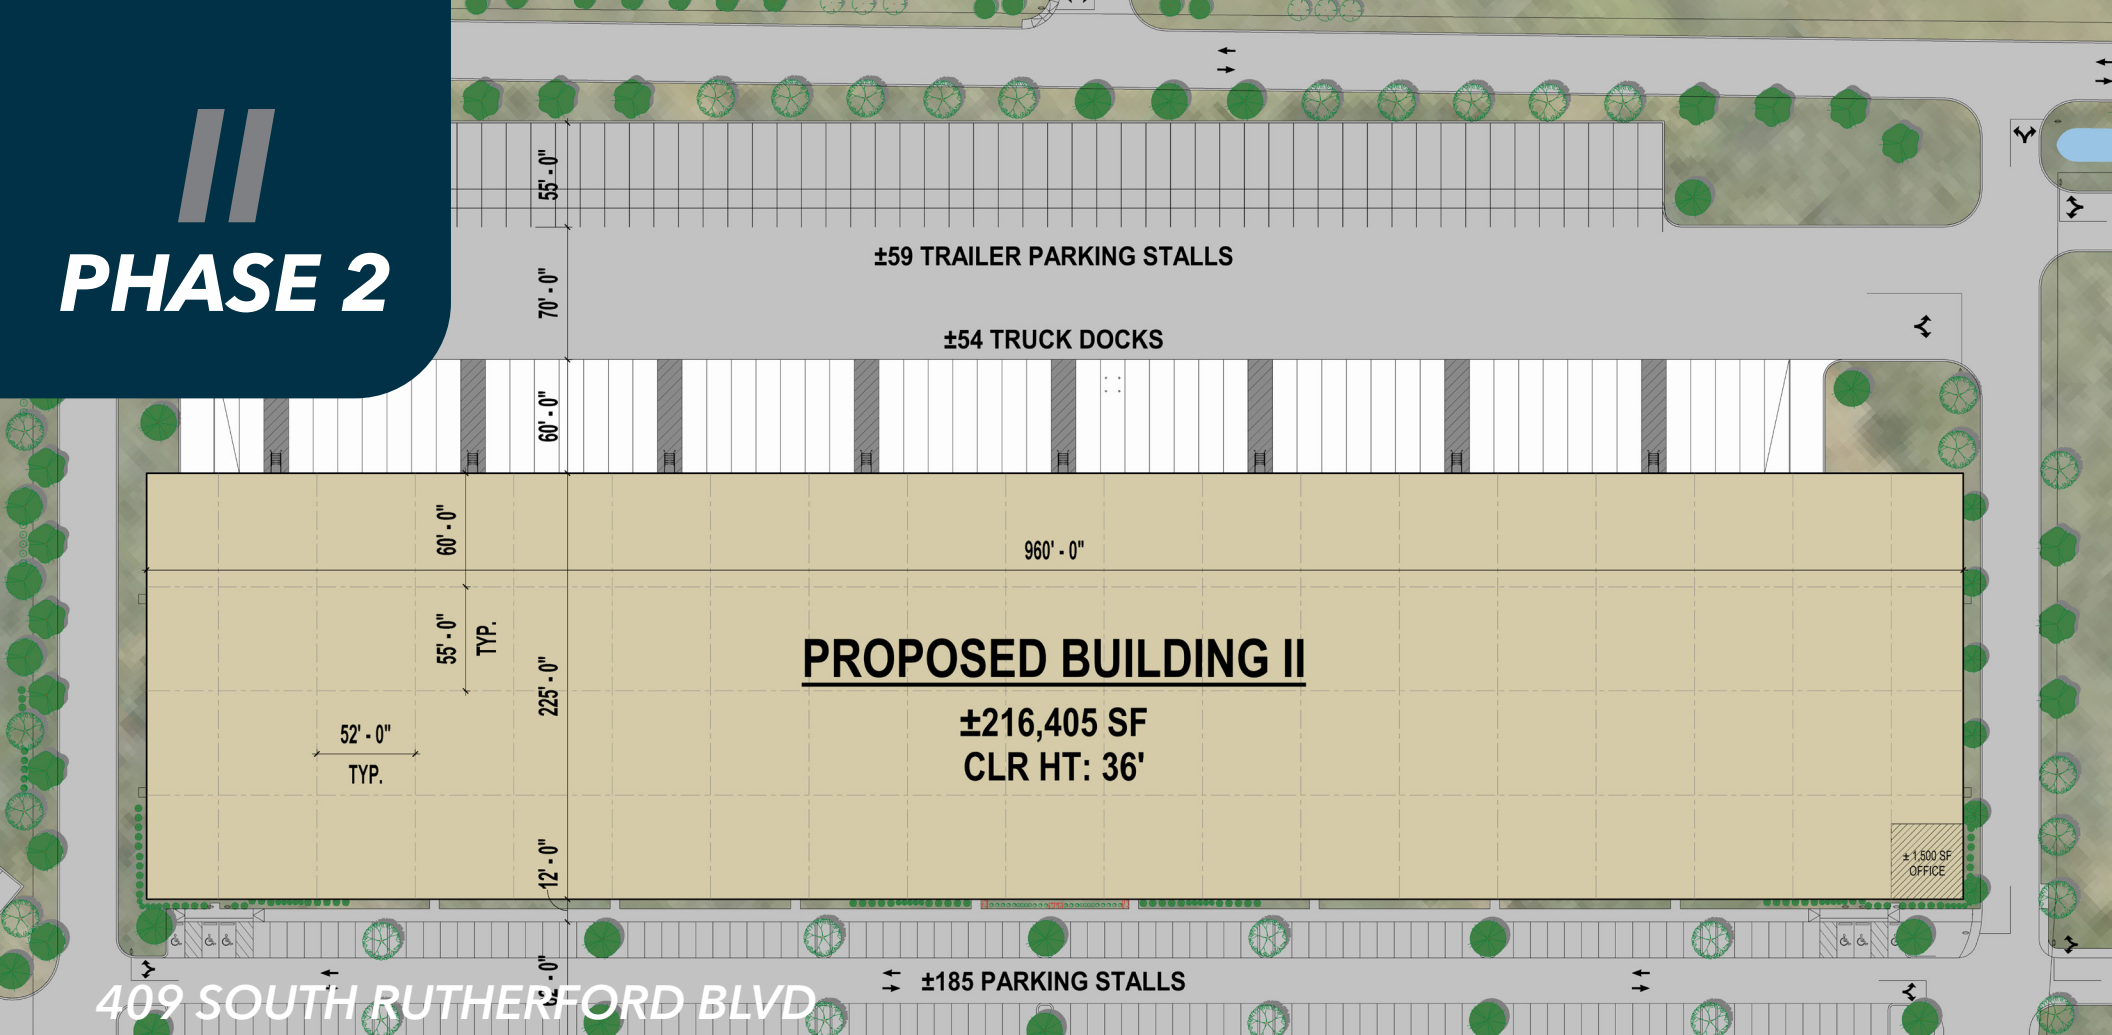 II
PHASE 2
55' - 0"
±59 TRAILER PARKING STALLS
70' - 0"
±54 TRUCK DOCKS
60' - 0"
60' - 0"
960' - 0"
55' - 0"
TYP.
225' - 0"
PROPOSED BUILDING II
±216,405 SF
CLR HT: 36'
52' - 0"
TYP.
12' - 0"
± 1,500 SF
OFFICE
±185 PARKING STALLS
409 SOUTH RUTHERFORD BLVD